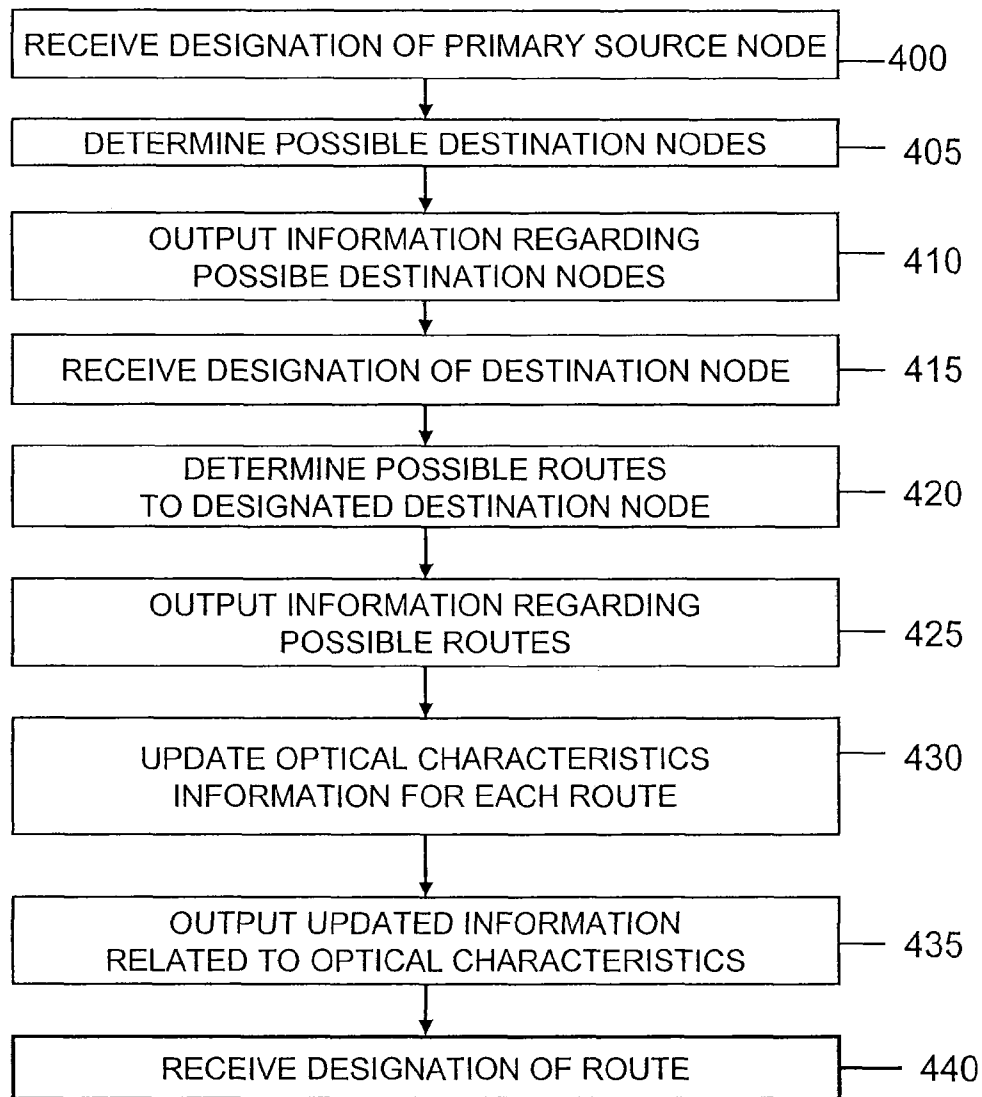 RECEIVE DESIGNATION OF PRIMARY SOURCE NODE
400
DETERMINE POSSIBLE DESTINATION NODES
405
OUTPUT INFORMATION REGARDING
POSSIBE DESTINATION NODES
410
RECEIVE DESIGNATION OF DESTINATION NODE
415
DETERMINE POSSIBLE ROUTES
TO DESIGNATED DESTINATION NODE
420
OUTPUT INFORMATION REGARDING
POSSIBLE ROUTES
425
UPDATE OPTICAL CHARACTERISTICS
INFORMATION FOR EACH ROUTE
430
OUTPUT UPDATED INFORMATION
RELATED TO OPTICAL CHARACTERISTICS
435
RECEIVE DESIGNATION OF ROUTE
440